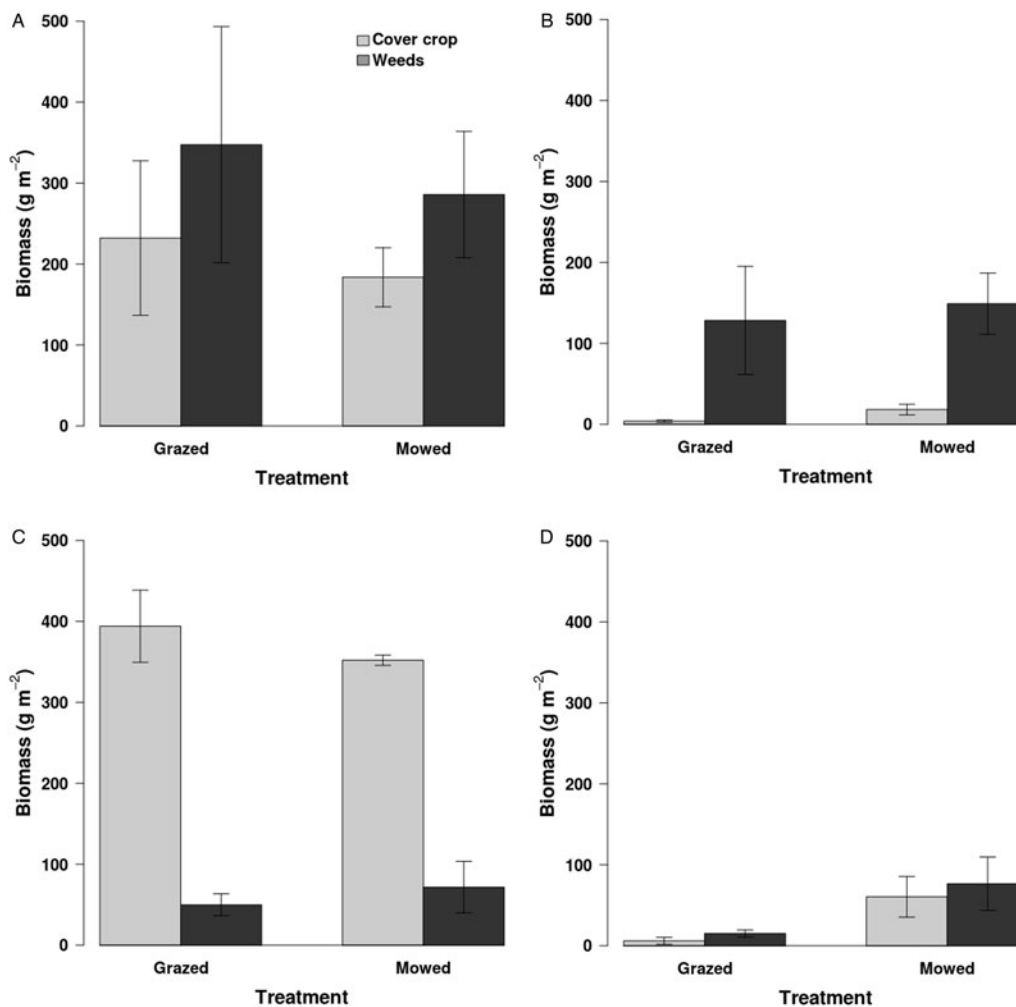 A
500
400
300
200
100
0
Biomass (g m⁻²)
Cover crop
Weeds
Grazed
Mowed
Treatment
B
500
400
300
200
100
0
Biomass (g m⁻²)
Grazed
Mowed
Treatment
C
500
400
300
200
100
0
Biomass (g m⁻²)
Grazed
Mowed
Treatment
D
500
400
300
200
100
0
Biomass (g m⁻²)
Grazed
Mowed
Treatment